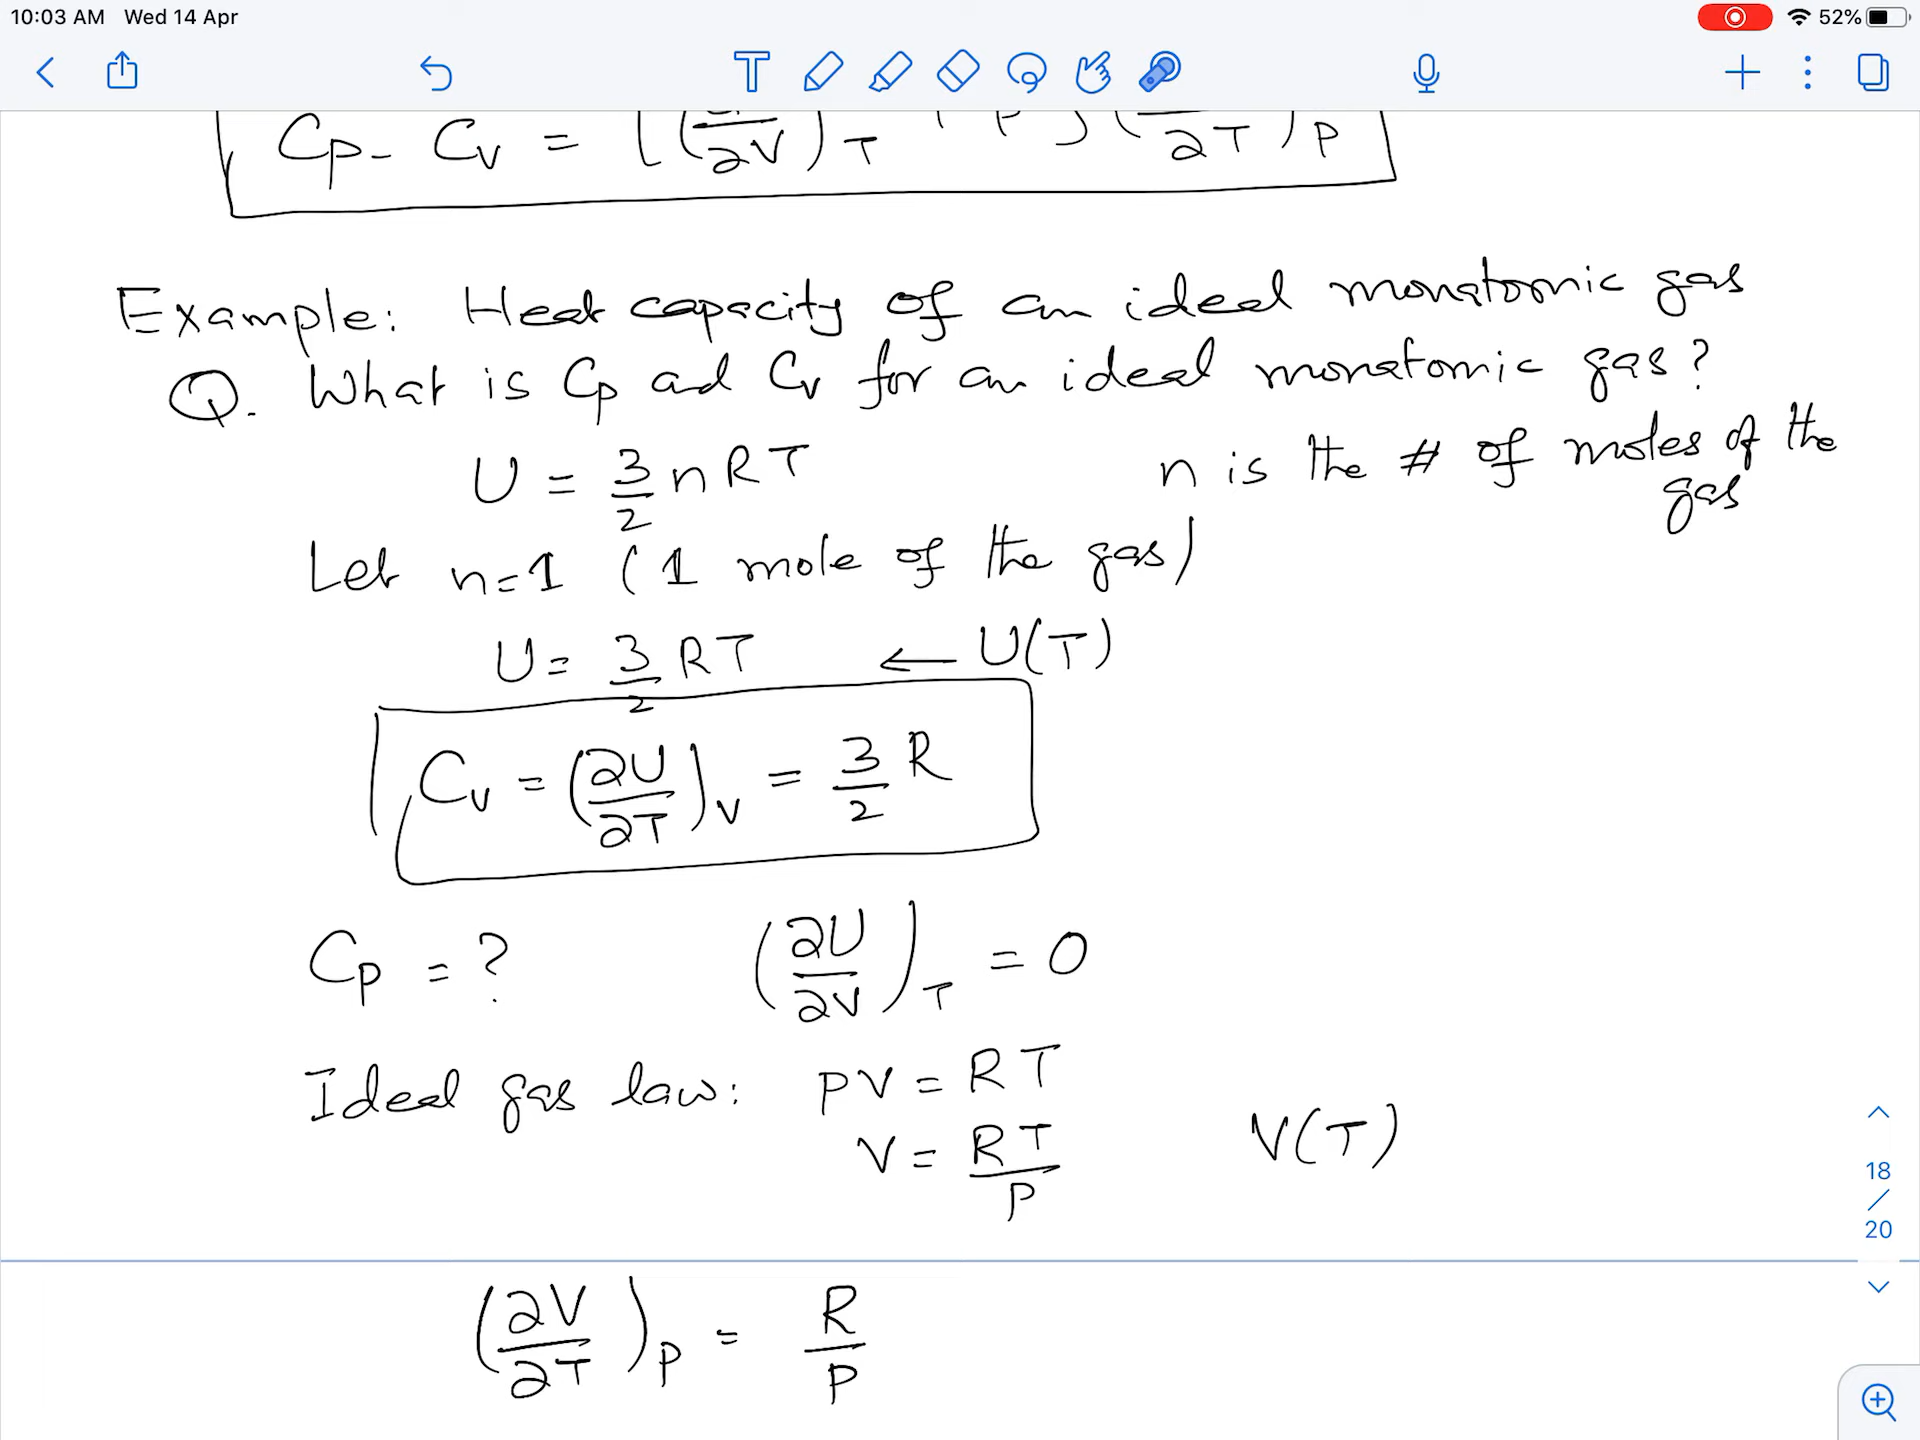 10:03 AM Wed 14 Apr 52%
T
Cp - Cv = [(∂V)T + P](∂T)P
Example: Heat capacity of an ideal monatomic gas
Q. What is Cp and Cv for an ideal monatomic gas?
U = 3/2 nRT n is the # of moles of the gas
Let n=1 (1 mole of the gas)
U = 3/2 RT ← U(T)
Cv = (∂U/∂T)v = 3/2 R
Cp = ? (∂U/∂V)T = 0
Ideal gas law: PV = RT
V = RT/P V(T)
18
/
20
(∂V/∂T)P = R/P